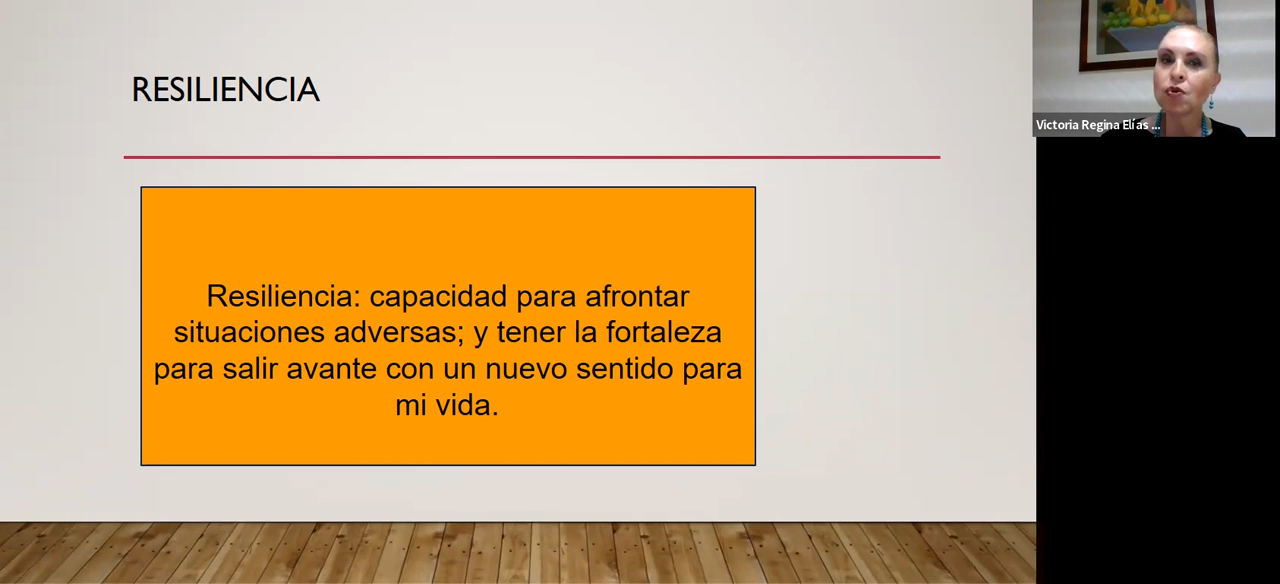 RESILIENCIA
Resiliencia: capacidad para afrontar
situaciones adversas; y tener la fortaleza
para salir avante con un nuevo sentido para
mi vida.
Victoria Regina Elías ...